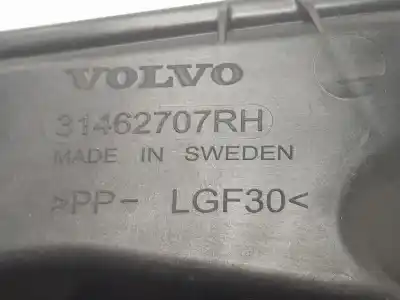 VOLVO
31462707RH
MADE IN SWEDEN
>PP- LGF30<